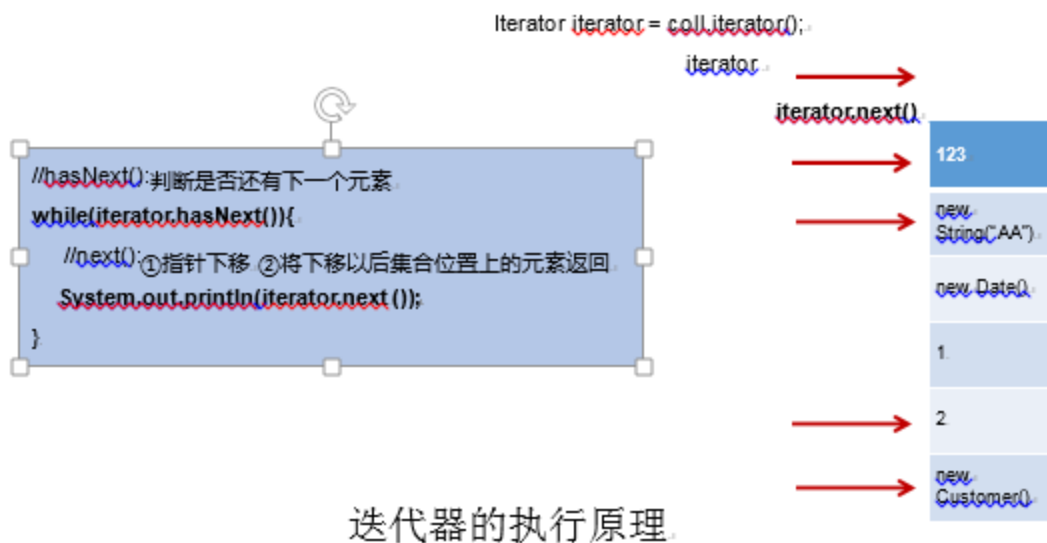 Iterator iterator = coll.iterator();
iterator
iterator.next()
//hasNext():判断是否还有下一个元素
while(iterator.hasNext()){
//next():①指针下移 ②将下移以后集合位置上的元素返回
System.out.println(iterator.next());
}
123
new
String("AA")
new Date()
1
2
new
Customer()
迭代器的执行原理